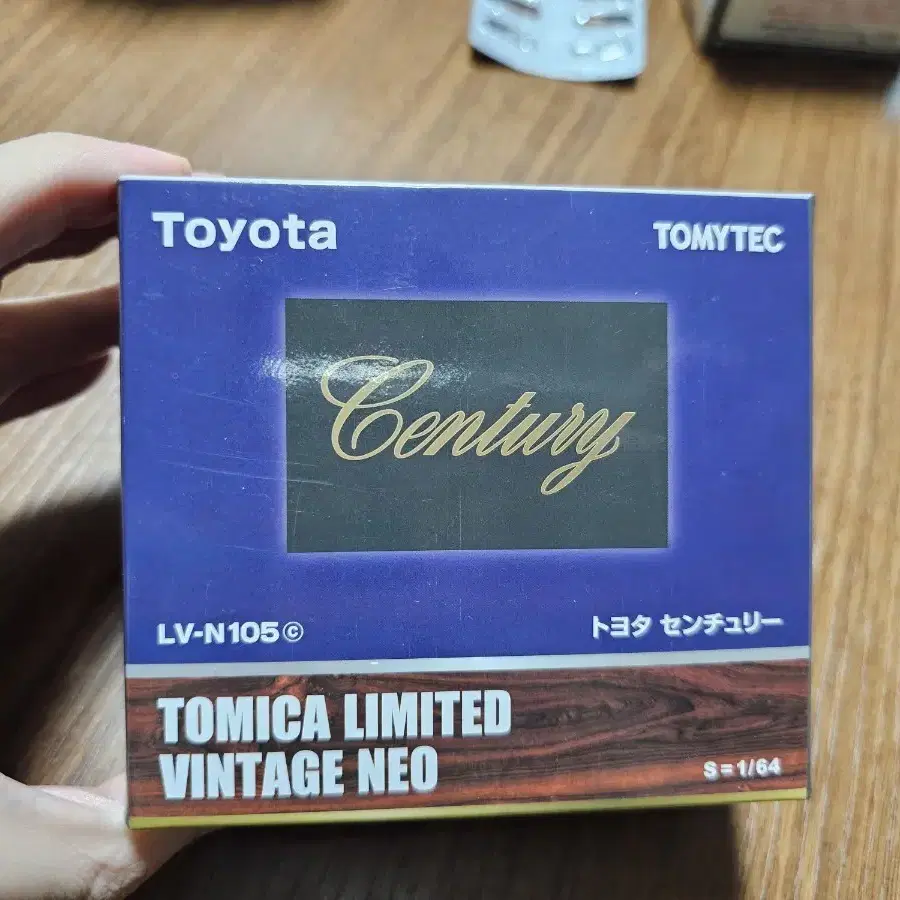 Toyota
TOMYTEC
Century
LV-N105ⓒ
トヨタ センチュリー
TOMICA LIMITED
VINTAGE NEO
S=1/64